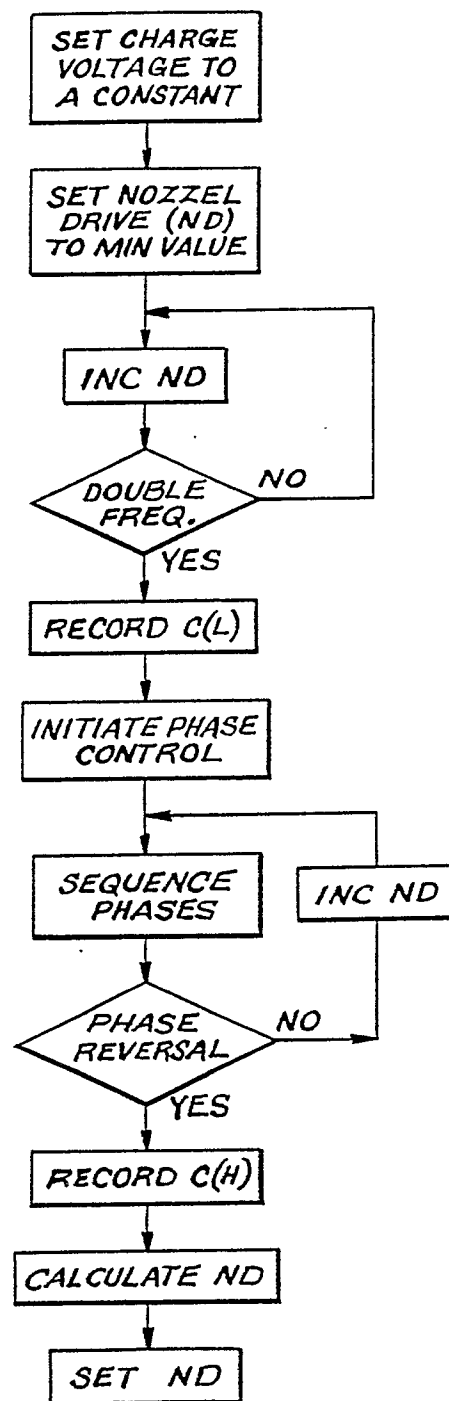 SET CHARGE
VOLTAGE TO
A CONSTANT
SET NOZZEL
DRIVE (ND)
TO MIN VALUE
INC ND
DOUBLE
FREQ.
NO
YES
RECORD C(L)
INITIATE PHASE
CONTROL
SEQUENCE
PHASES
INC ND
PHASE
REVERSAL
NO
YES
RECORD C(H)
CALCULATE ND
SET ND